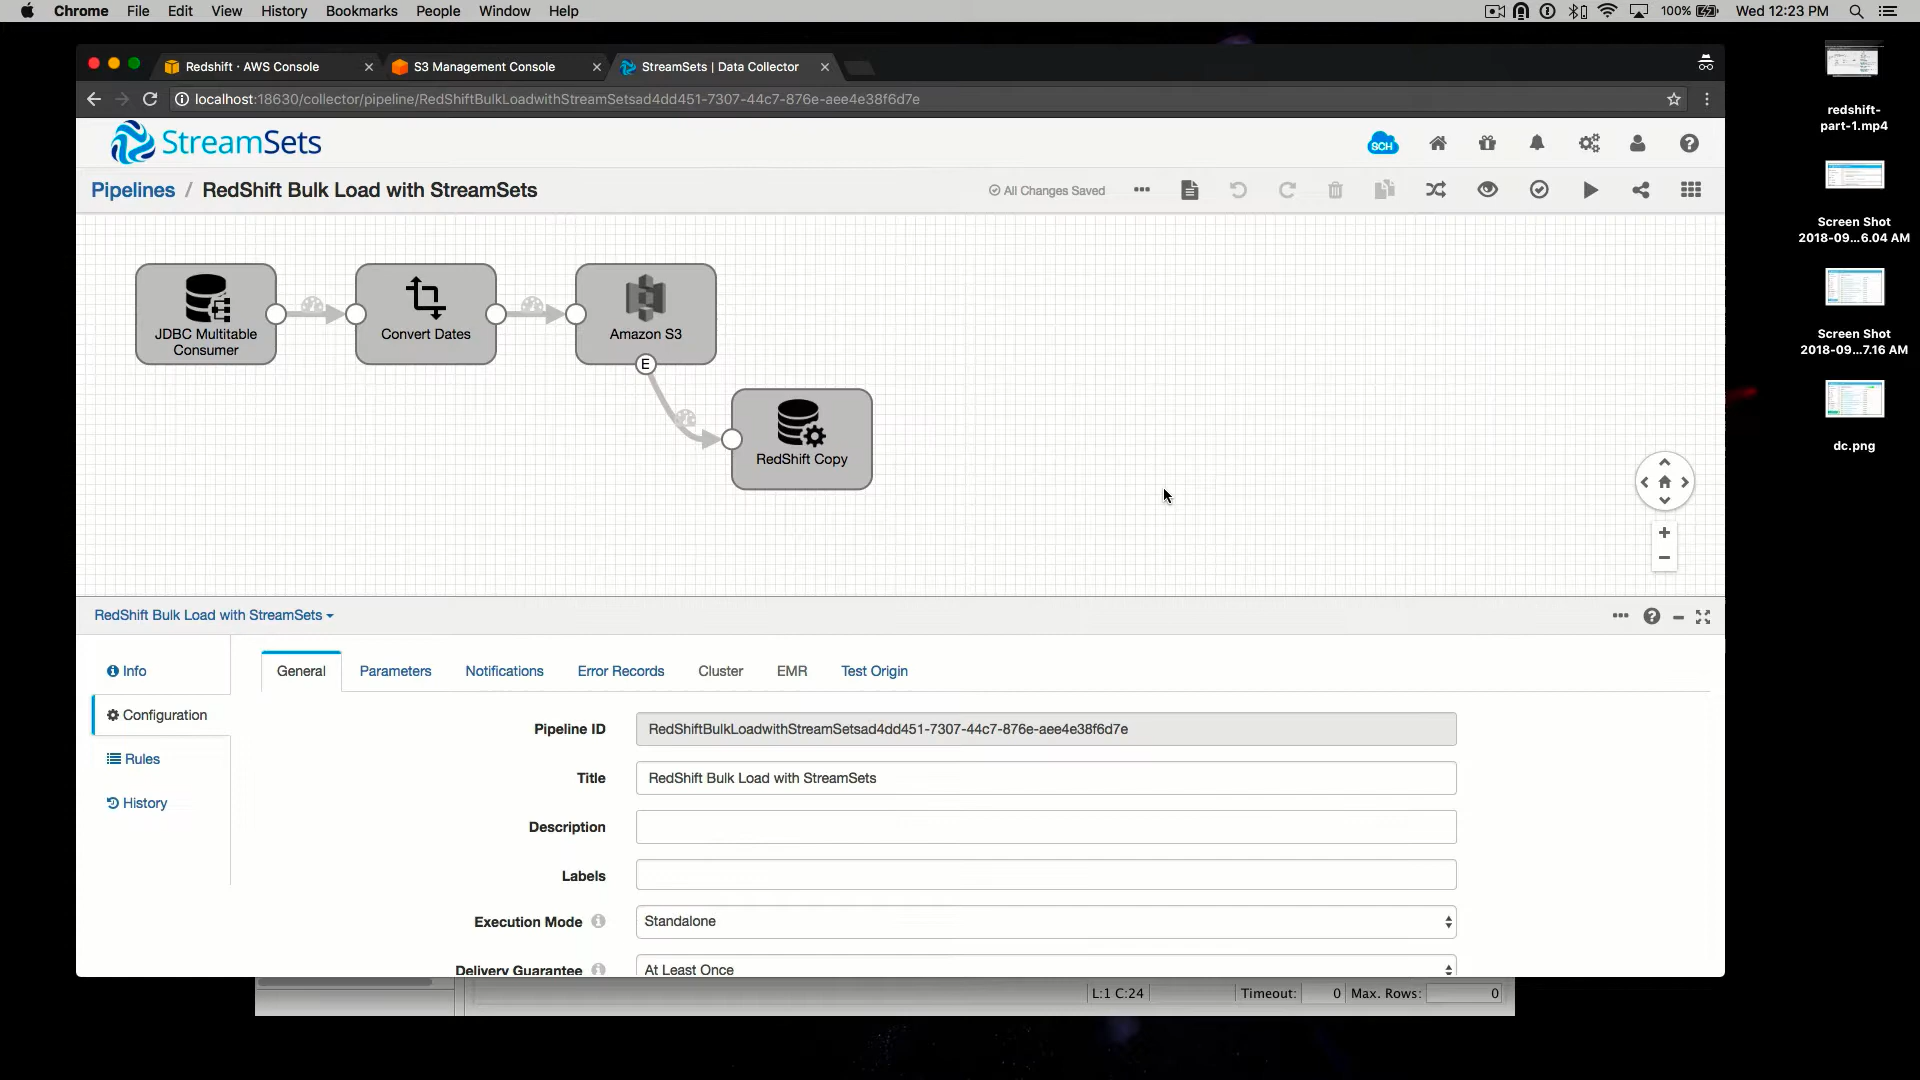 Chrome File Edit View History Bookmarks People Window Help
100% Wed 12:23 PM
Redshift · AWS Console
S3 Management Console
StreamSets | Data Collector
localhost:18630/collector/pipeline/RedShiftBulkLoadwithStreamSetsad4dd451-7307-44c7-876e-aee4e38f6d7e
StreamSets
SCH
Pipelines / RedShift Bulk Load with StreamSets
All Changes Saved
JDBC Multitable
Consumer
Convert Dates
Amazon S3
E
RedShift Copy
RedShift Bulk Load with StreamSets
Info
Configuration
Rules
History
General Parameters Notifications Error Records Cluster EMR Test Origin
Pipeline ID RedShiftBulkLoadwithStreamSetsad4dd451-7307-44c7-876e-aee4e38f6d7e
Title RedShift Bulk Load with StreamSets
Description
Labels
Execution Mode Standalone
Delivery Guarantee At Least Once
L:1 C:24 Timeout: 0 Max. Rows: 0
redshift-
part-1.mp4
Screen Shot
2018-09...6.04 AM
Screen Shot
2018-09...7.16 AM
dc.png